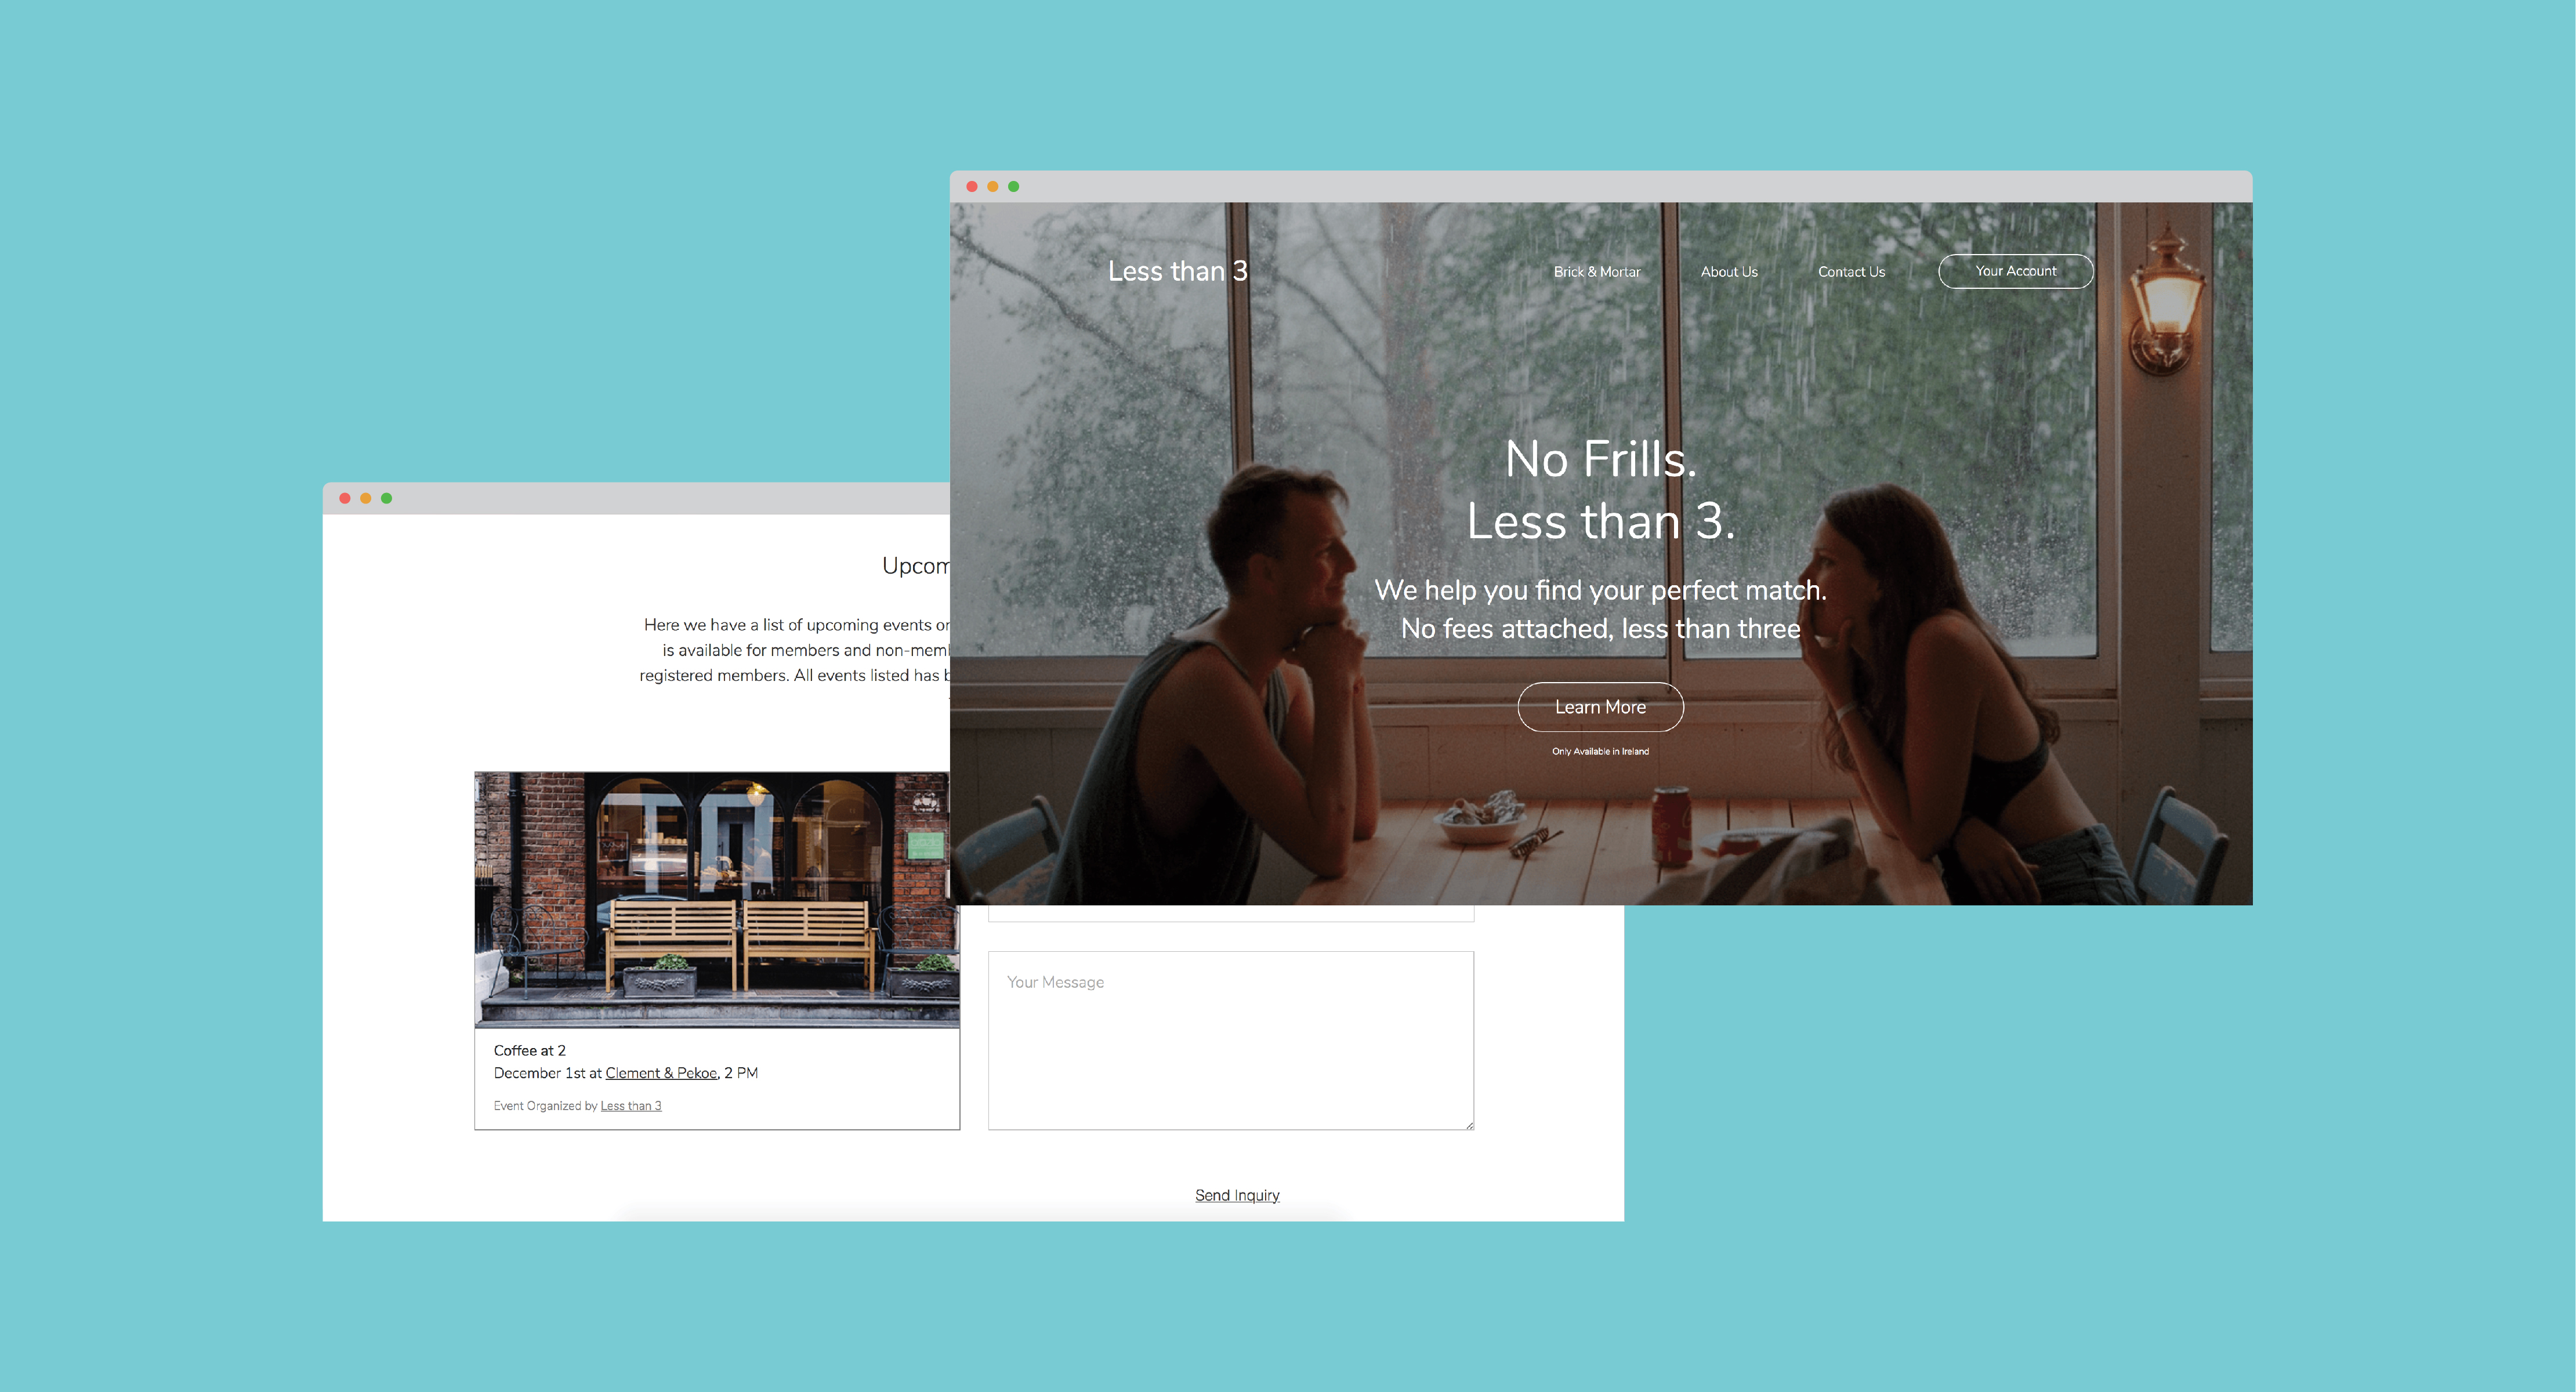 Less than 3
Brick & Mortar
About Us
Contact Us
Your Account
No Frills.
Less than 3.
We help you find your perfect match.
No fees attached, less than three
Learn More
Only Available in Ireland
Here we have a list of upcoming events
is available for members and
registered members. All events listed has
Your Message
Coffee at 2
December 1st at Clement & Pekoe, 2 PM
Event Organized by Less than 3
Send Inquiry